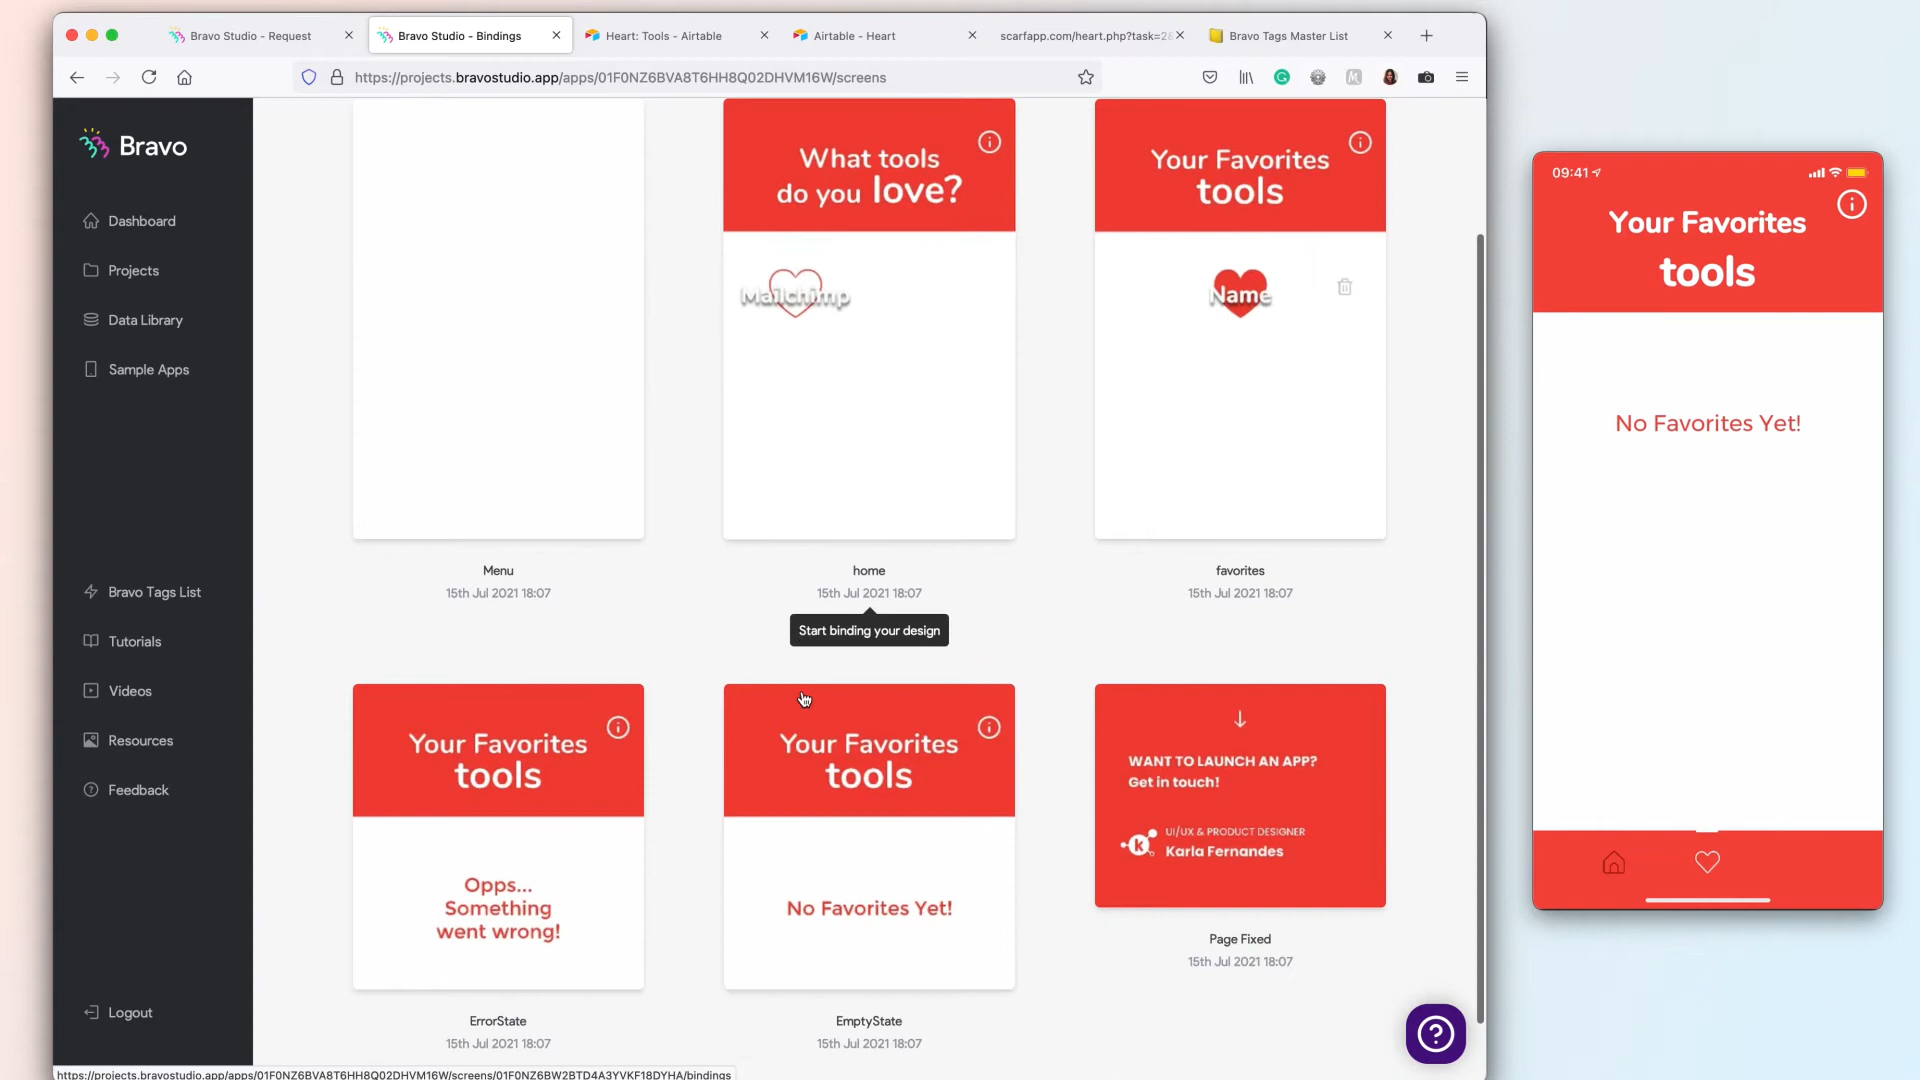 Bravo Studio - Request
Bravo Studio - Bindings
Heart: Tools - Airtable
Airtable - Heart
scarfapp.com/heart.php?task=2&
Bravo Tags Master List
https://projects.bravostudio.app/apps/01F0NZ6BVA8T6HH8Q02DHVM16W/screens
Bravo
Dashboard
Projects
Data Library
Sample Apps
Bravo Tags List
Tutorials
Videos
Resources
Feedback
Logout
Menu
15th Jul 2021 18:07
What tools
do you love?
Mailchimp
home
15th Jul 2021 18:07
Start binding your design
Your Favorites
tools
Name
favorites
15th Jul 2021 18:07
Your Favorites
tools
Opps...
Something
went wrong!
ErrorState
15th Jul 2021 18:07
Your Favorites
tools
No Favorites Yet!
EmptyState
15th Jul 2021 18:07
WANT TO LAUNCH AN APP?
Get in touch!
k
UI/UX & PRODUCT DESIGNER
Karla Fernandes
Page Fixed
15th Jul 2021 18:07
https://projects.bravostudio.app/apps/01F0NZ6BVA8T6HH8Q02DHVM16W/screens/01F0NZ6BW2BTD4A3YVKF18DYHA/bindings
09:41
Your Favorites
tools
No Favorites Yet!